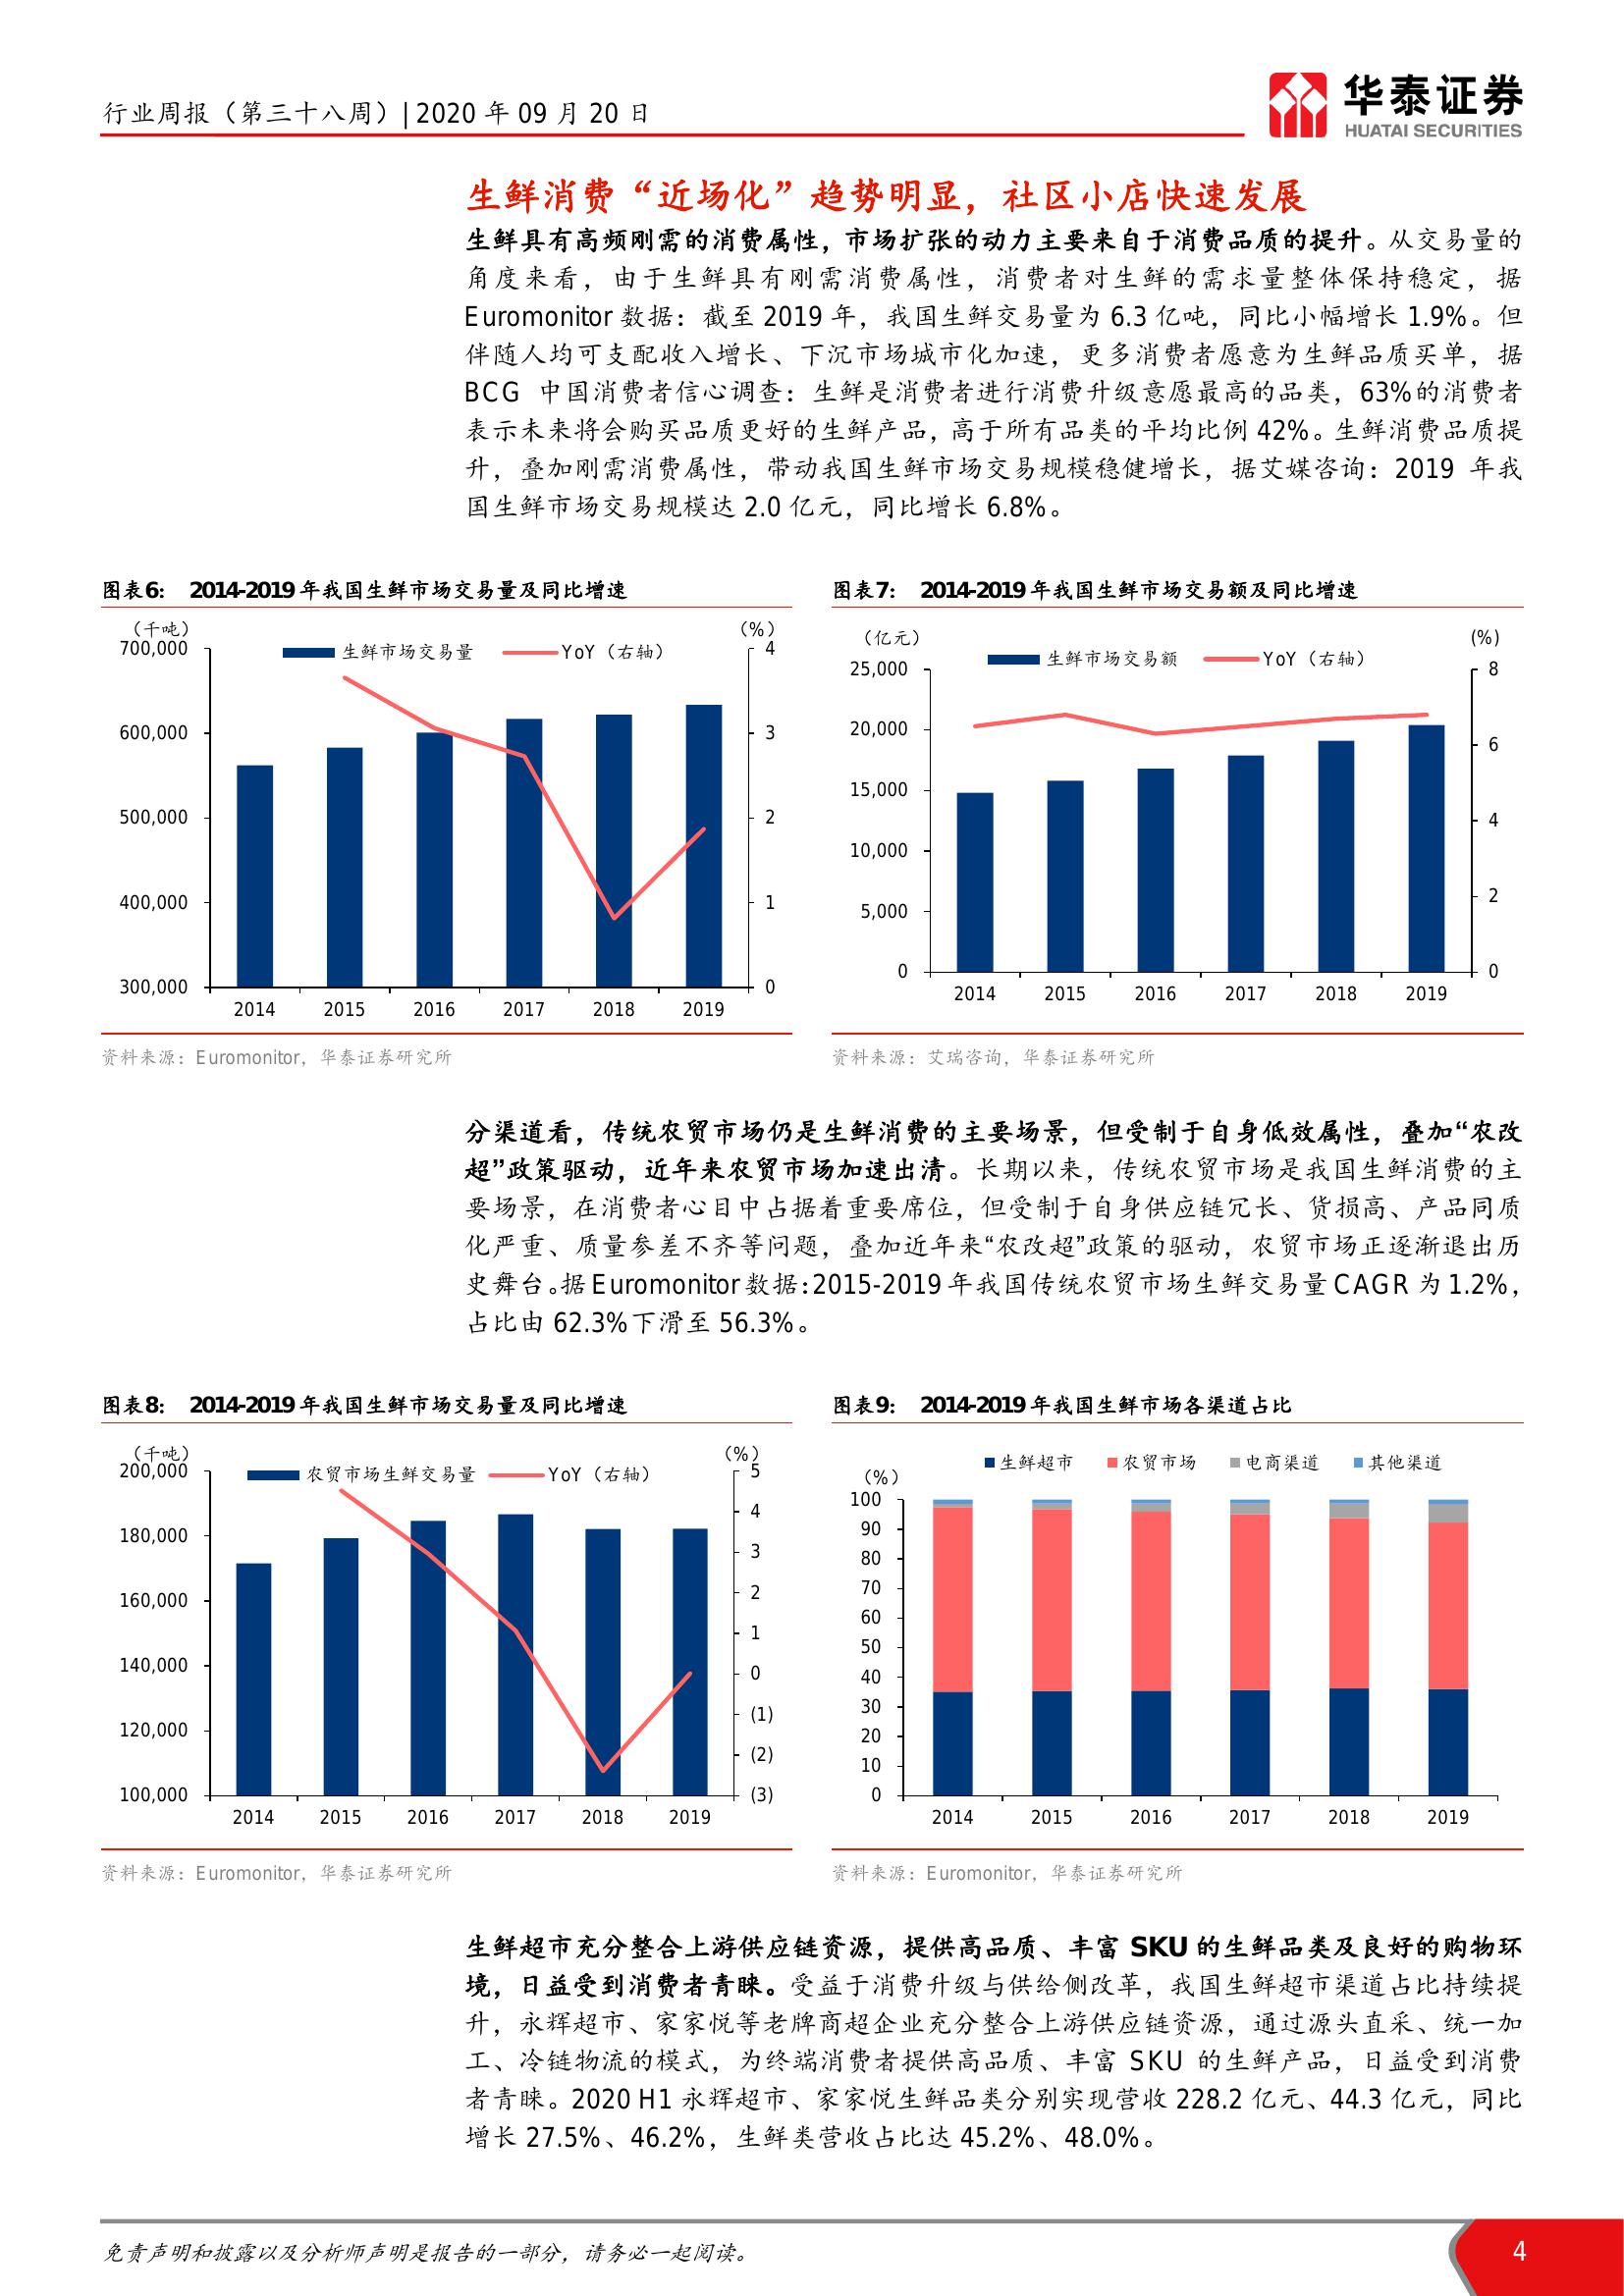 行业周报（第三十八周）| 2020 年 09 月 20 日
华泰证券
HUATAI SECURITIES
生鲜消费“近场化”趋势明显，社区小店快速发展
生鲜具有高频刚需的消费属性，市场扩张的动力主要来自于消费品质的提升。从交易量的
角度来看，由于生鲜具有刚需消费属性，消费者对生鲜的需求量整体保持稳定，据
Euromonitor 数据：截至 2019 年，我国生鲜交易量为 6.3 亿吨，同比小幅增长 1.9%。但
伴随人均可支配收入增长、下沉市场城市化加速，更多消费者愿意为生鲜品质买单，据
BCG 中国消费者信心调查：生鲜是消费者进行消费升级意愿最高的品类，63%的消费者
表示未来将会购买品质更好的生鲜产品，高于所有品类的平均比例 42%。生鲜消费品质提
升，叠加刚需消费属性，带动我国生鲜市场交易规模稳健增长，据艾媒咨询：2019 年我
国生鲜市场交易规模达 2.0 亿元，同比增长 6.8%。
图表6： 2014-2019 年我国生鲜市场交易量及同比增速
（千吨）
(%)
生鲜市场交易量
YoY（右轴）
700,000
600,000
500,000
400,000
300,000
4
3
2
1
0
2014 2015 2016 2017 2018 2019
资料来源：Euromonitor，华泰证券研究所
图表7： 2014-2019 年我国生鲜市场交易额及同比增速
（亿元）
(%)
生鲜市场交易额
YoY（右轴）
25,000
20,000
15,000
10,000
5,000
0
8
6
4
2
0
2014 2015 2016 2017 2018 2019
资料来源：艾瑞咨询，华泰证券研究所
分渠道看，传统农贸市场仍是生鲜消费的主要场景，但受制于自身低效属性，叠加“农改
超”政策驱动，近年来农贸市场加速出清。长期以来，传统农贸市场是我国生鲜消费的主
要场景，在消费者心目中占据着重要席位，但受制于自身供应链冗长、货损高、产品同质
化严重、质量参差不齐等问题，叠加近年来“农改超”政策的驱动，农贸市场正逐渐退出历
史舞台。据 Euromonitor 数据：2015-2019 年我国传统农贸市场生鲜交易量 CAGR 为 1.2%，
占比由 62.3%下滑至 56.3%。
图表8： 2014-2019 年我国生鲜市场交易量及同比增速
（千吨）
(%)
农贸市场生鲜交易量
YoY（右轴）
200,000
180,000
160,000
140,000
120,000
100,000
5
4
3
2
1
0
(1)
(2)
(3)
2014 2015 2016 2017 2018 2019
资料来源：Euromonitor，华泰证券研究所
图表9： 2014-2019 年我国生鲜市场各渠道占比
生鲜超市 农贸市场 电商渠道 其他渠道
(%)
100
90
80
70
60
50
40
30
20
10
0
2014 2015 2016 2017 2018 2019
资料来源：Euromonitor，华泰证券研究所
生鲜超市充分整合上游供应链资源，提供高品质、丰富 SKU 的生鲜品类及良好的购物环
境，日益受到消费者青睐。受益于消费升级与供给侧改革，我国生鲜超市渠道占比持续提
升，永辉超市、家家悦等老牌商超企业充分整合上游供应链资源，通过源头直采、统一加
工、冷链物流的模式，为终端消费者提供高品质、丰富 SKU 的生鲜产品，日益受到消费
者青睐。2020 H1 永辉超市、家家悦生鲜品类分别实现营收 228.2 亿元、44.3 亿元，同比
增长 27.5%、46.2%，生鲜类营收占比达 45.2%、48.0%。
免责声明和披露以及分析师声明是报告的一部分，请务必一起阅读。
4